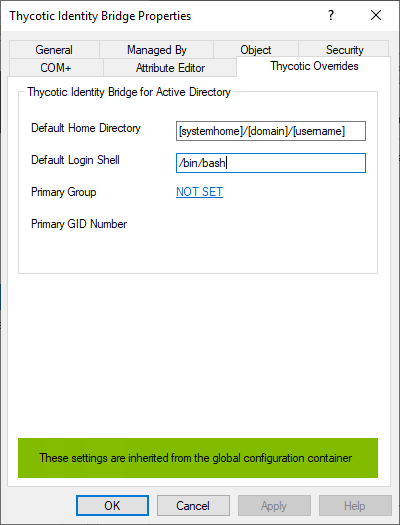 Thycotic Identity Bridge Properties
?
General Managed By Object Security
COM+ Attribute Editor Thycotic Overrides
Thycotic Identity Bridge for Active Directory
Default Home Directory [systemhome]/[domain]/[username]
Default Login Shell /bin/bash
Primary Group NOT SET
Primary GID Number
These settings are inherited from the global configuration container
OK Cancel Apply Help